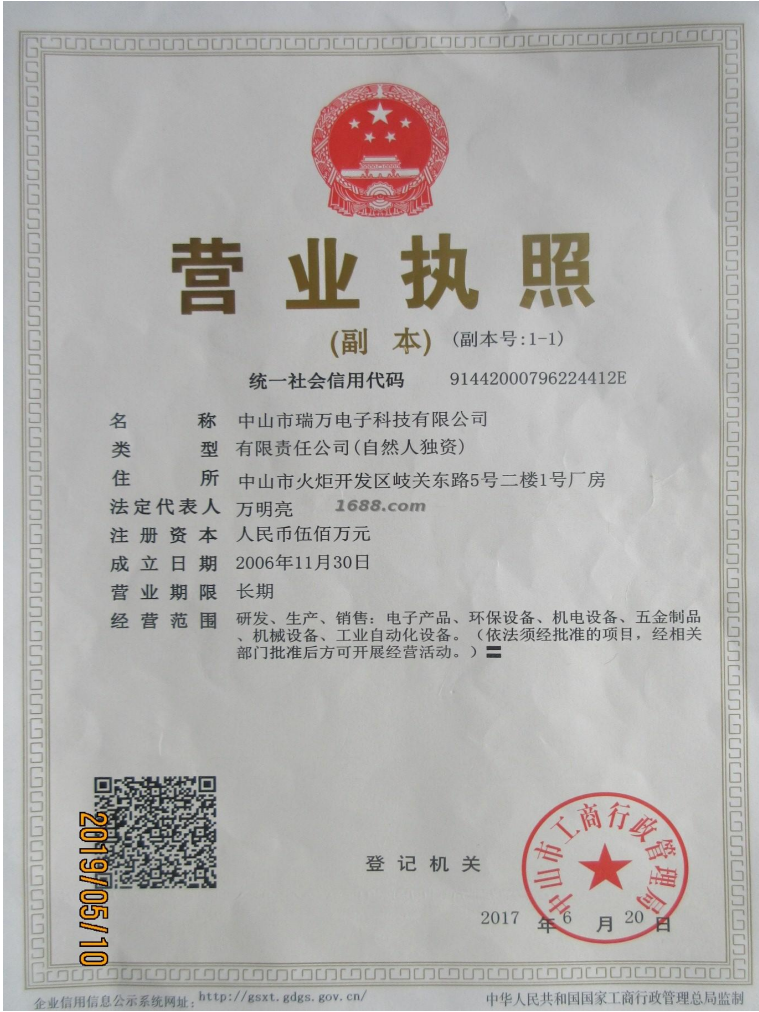 营业执照
(副 本) (副本号:1-1)
统一社会信用代码 91442000796224412E
名 称 中山市瑞万电子科技有限公司
类 型 有限责任公司(自然人独资)
住 所 中山市火炬开发区岐关东路5号二楼1号厂房
法定代表人 万明亮
1688.com
注册资本 人民币伍佰万元
成立日期 2006年11月30日
营业期限 长期
经营范围 研发、生产、销售：电子产品、环保设备、机电设备、五金制品
、机械设备、工业自动化设备。（依法须经批准的项目，经相关
部门批准后方可开展经营活动。）
2019/05/10
登记机关
中山市工商行政管理局
2017 年 6 月 20 日
企业信用信息公示系统网址: http://gsxt.gdgs.gov.cn/
中华人民共和国国家工商行政管理总局监制